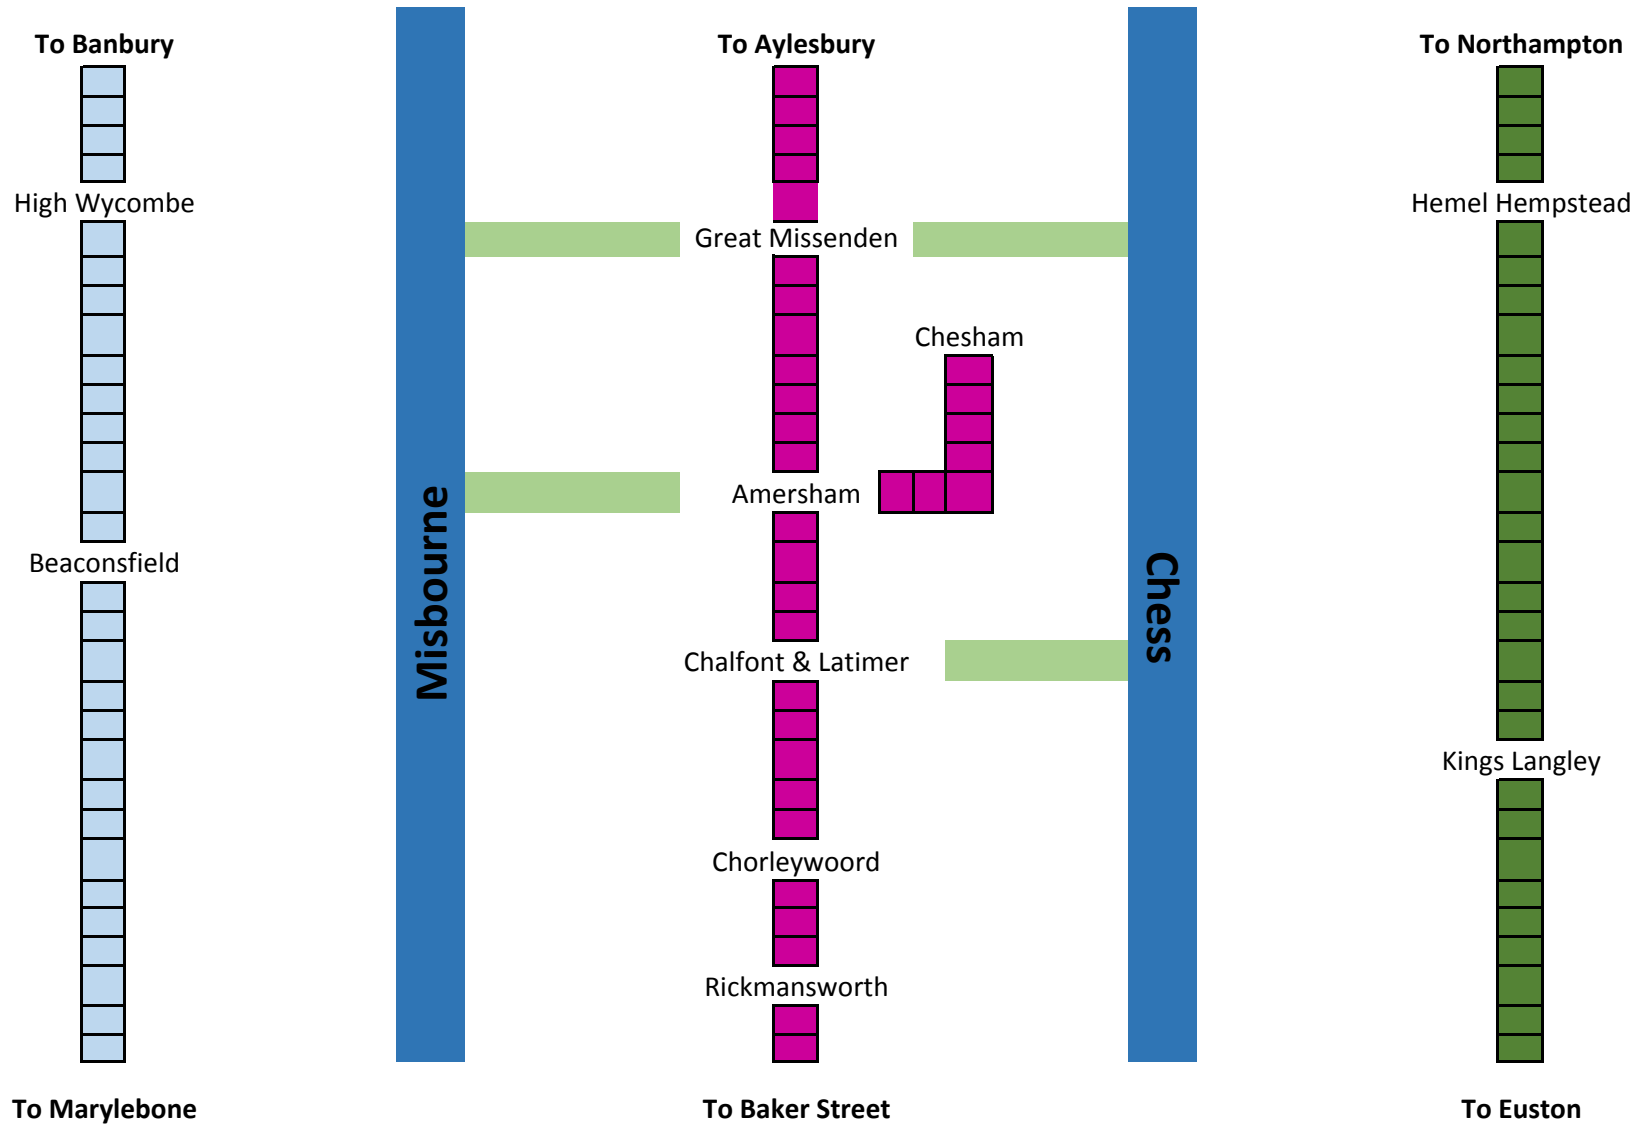 To Banbury
To Aylesbury
To Northampton
High Wycombe
Hemel Hempstead
Great Missenden
Chesham
Amersham
Misbourne
Beaconsfield
Chess
Chalfont & Latimer
Kings Langley
Chorleywoord
Rickmansworth
To Marylebone
To Baker Street
To Euston